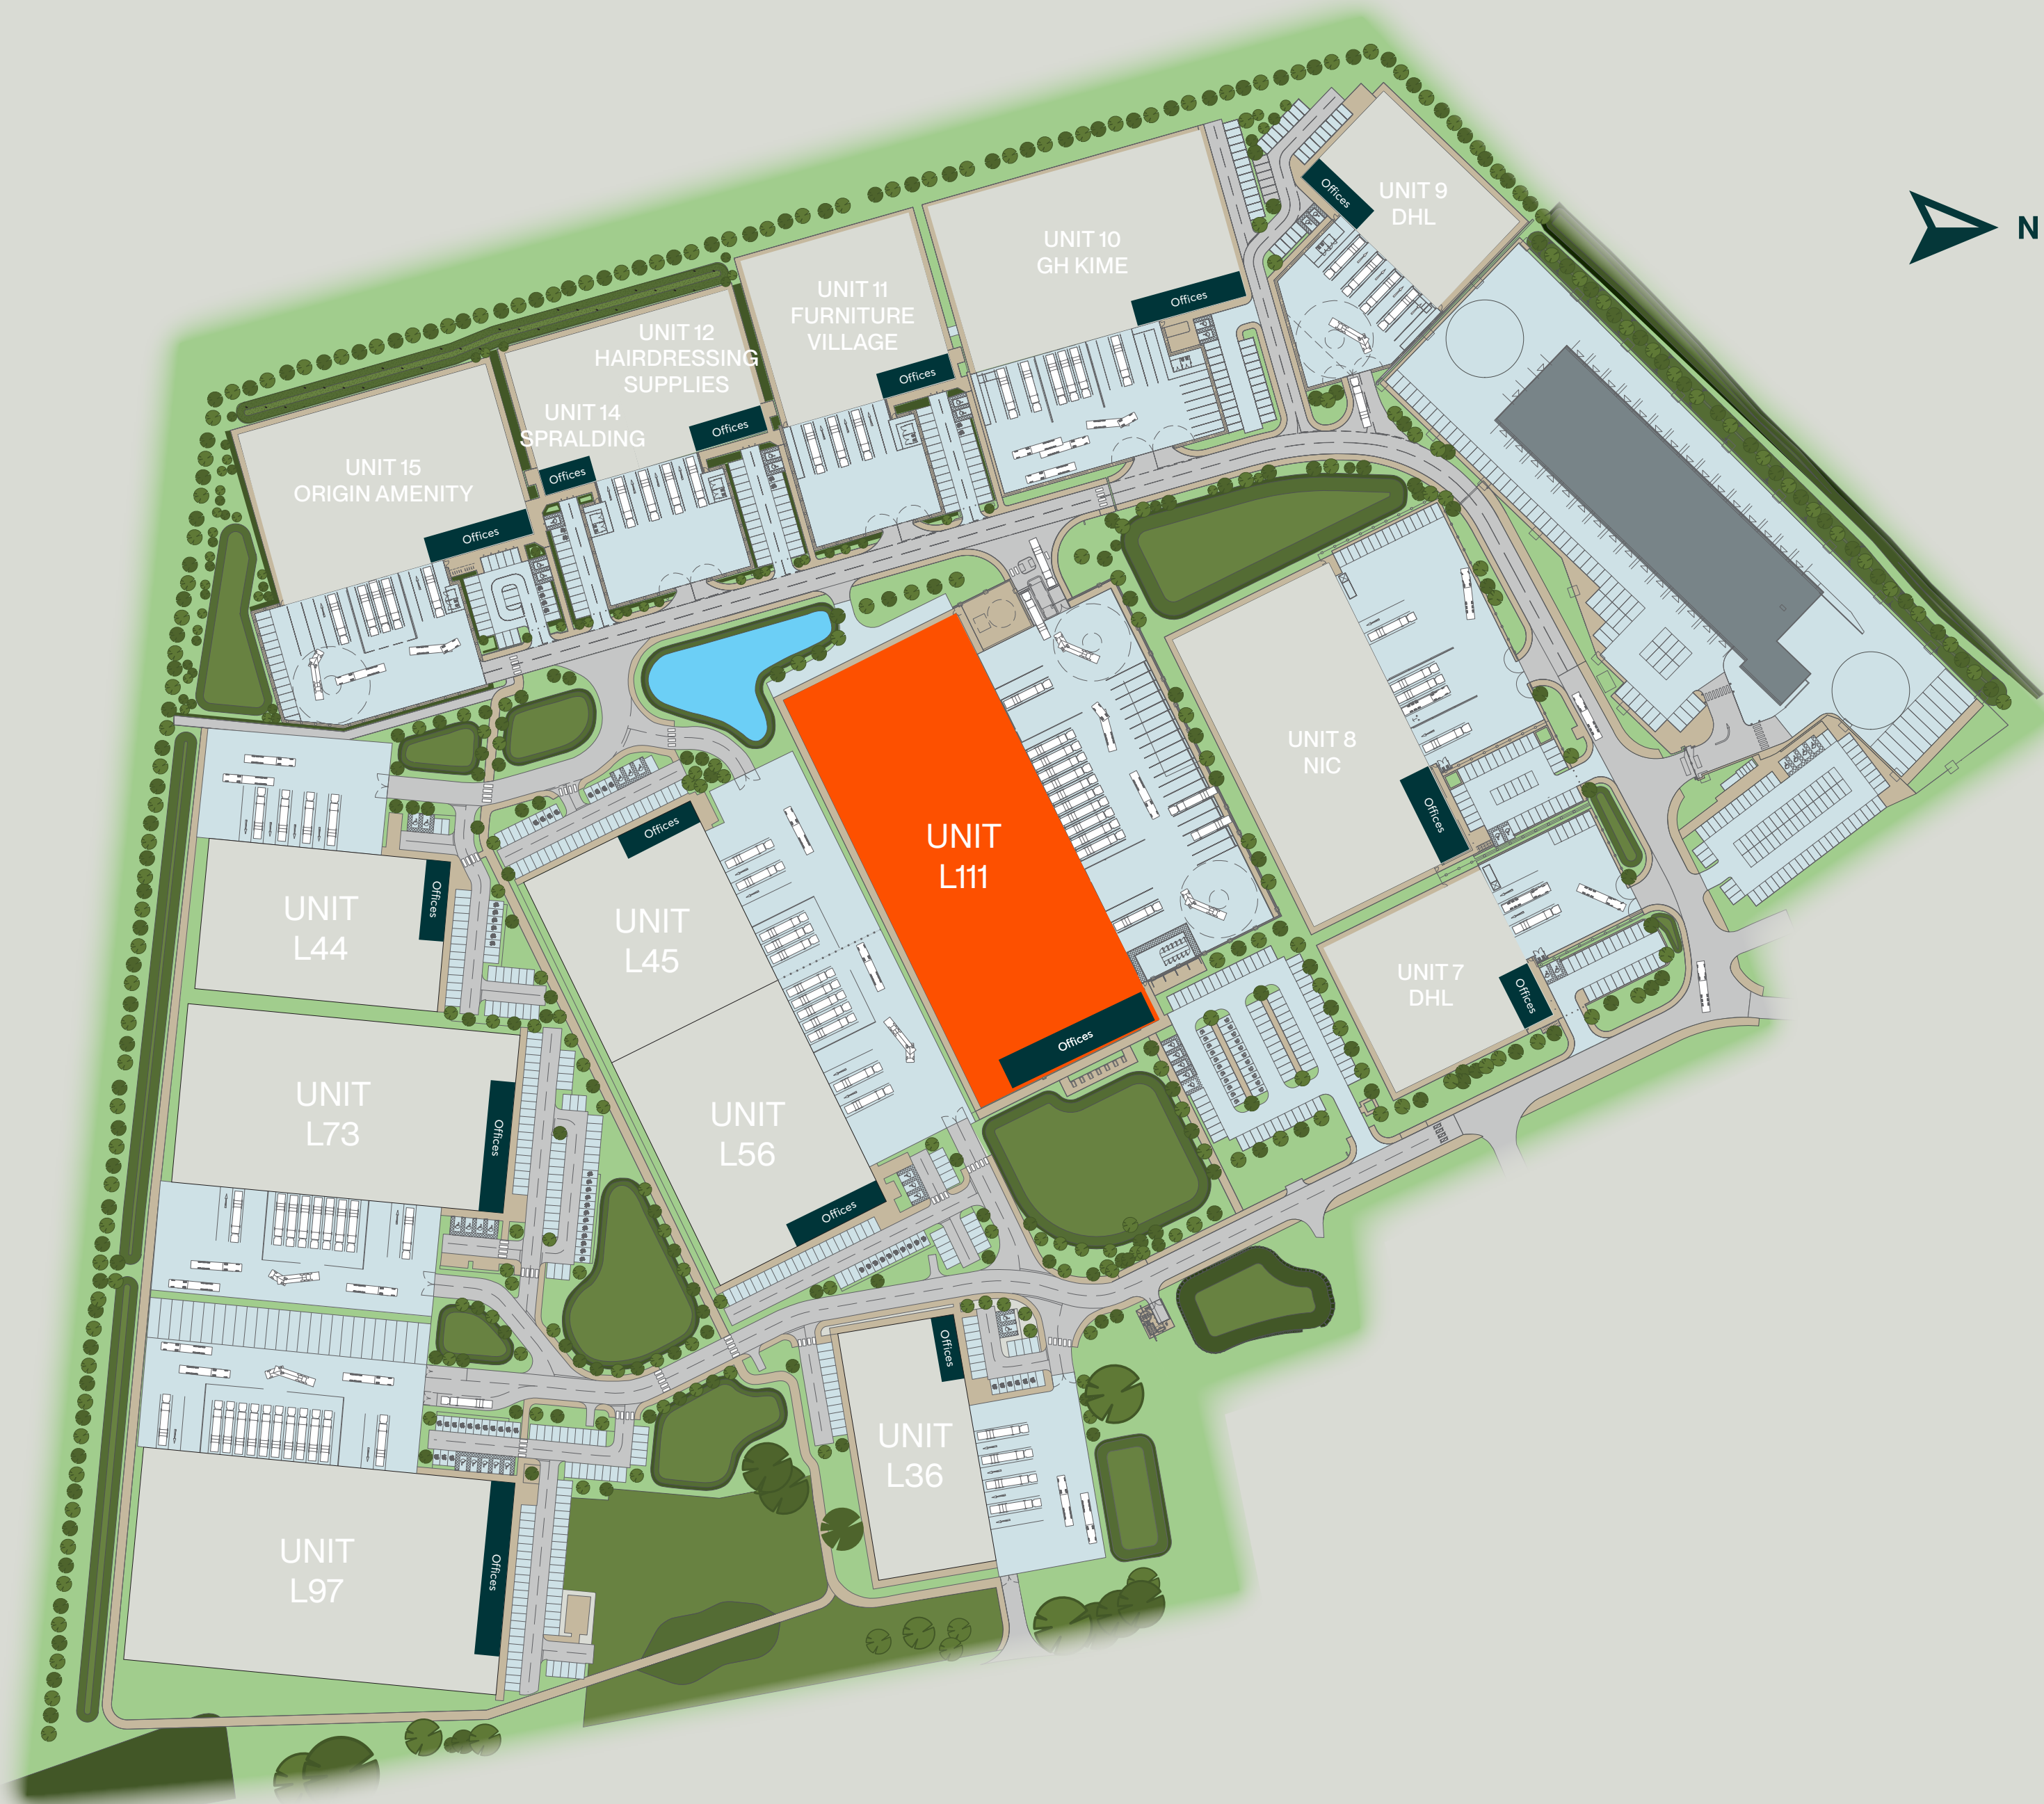 UNIT 9
DHL
Offices
N
UNIT 10
GH KIME
Offices
UNIT 11
FURNITURE
VILLAGE
Offices
UNIT 12
HAIRDRESSING
SUPPLIES
Offices
UNIT 14
SPRALDING
Offices
UNIT 15
ORIGIN AMENITY
Offices
UNIT 8
NIC
Offices
UNIT
L111
Offices
UNIT 7
DHL
Offices
UNIT
L44
Offices
UNIT
L45
Offices
UNIT
L73
Offices
UNIT
L56
Offices
UNIT
L36
Offices
UNIT
L97
Offices